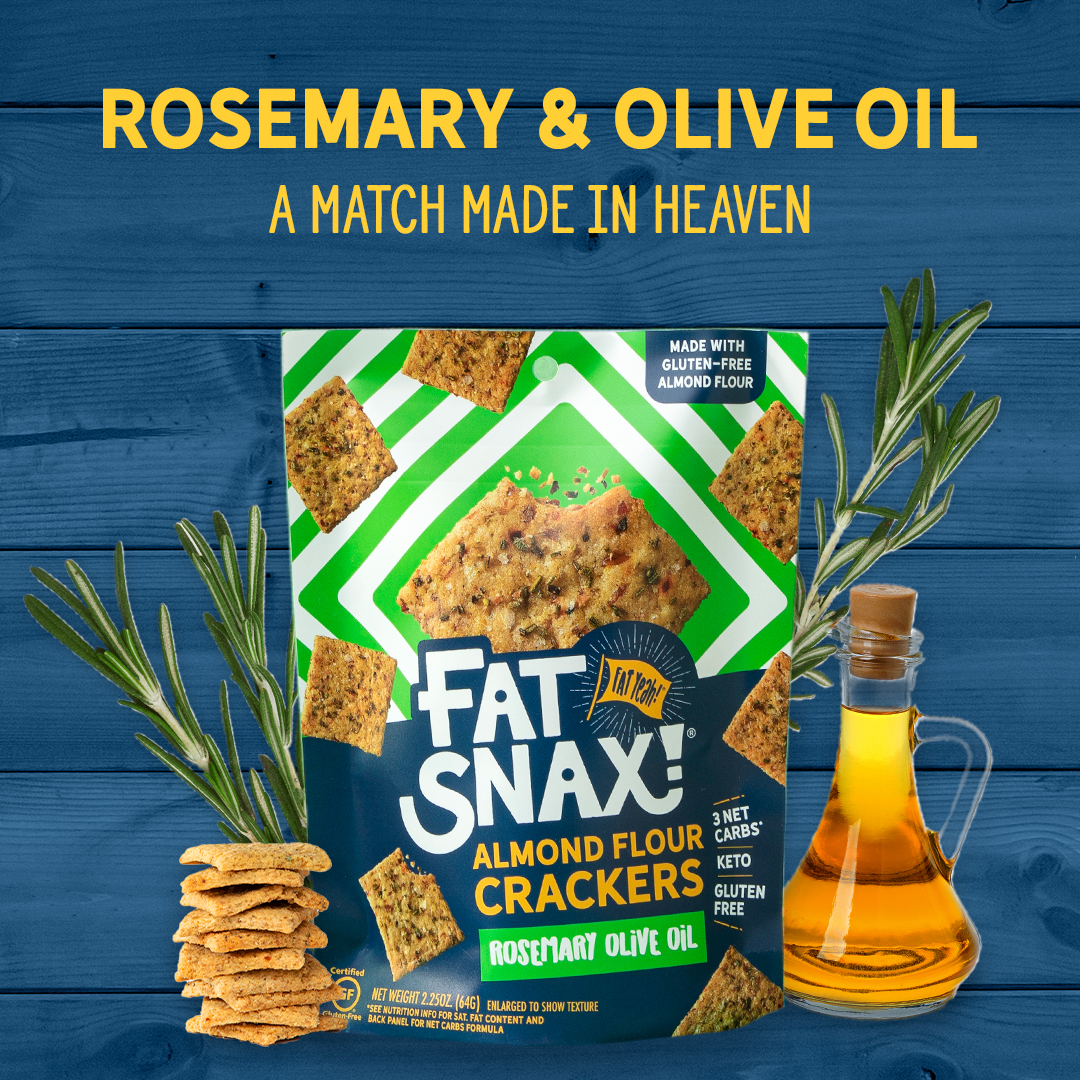 ROSEMARY & OLIVE OIL
A MATCH MADE IN HEAVEN
MADE WITH
GLUTEN-FREE
ALMOND FLOUR
FAT
FAT Yeah!
SNAX!®
ALMOND FLOUR
CRACKERS
ROSEMARY OLiVE OiL
3 NET
CARBS*
KETO
GLUTEN
FREE
Certified
GF
Gluten-Free
NET WEIGHT 2.25OZ. (64G) ENLARGED TO SHOW TEXTURE
*SEE NUTRITION INFO FOR SAT. FAT CONTENT AND
BACK PANEL FOR NET CARBS FORMULA